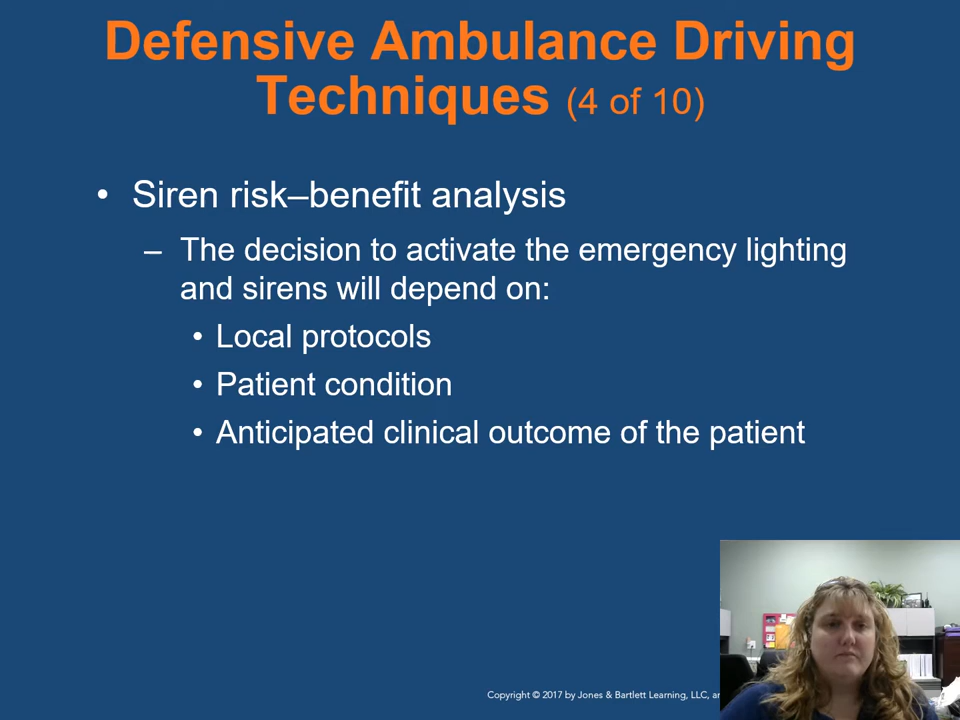 Defensive Ambulance Driving
Techniques (4 of 10)
• Siren risk–benefit analysis
– The decision to activate the emergency lighting
and sirens will depend on:
• Local protocols
• Patient condition
• Anticipated clinical outcome of the patient
Copyright © 2017 by Jones & Bartlett Learning, LLC, an